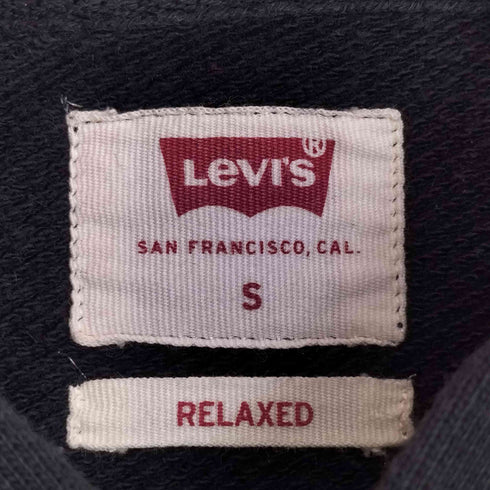 Levi's®
SAN FRANCISCO, CAL.
S
RELAXED